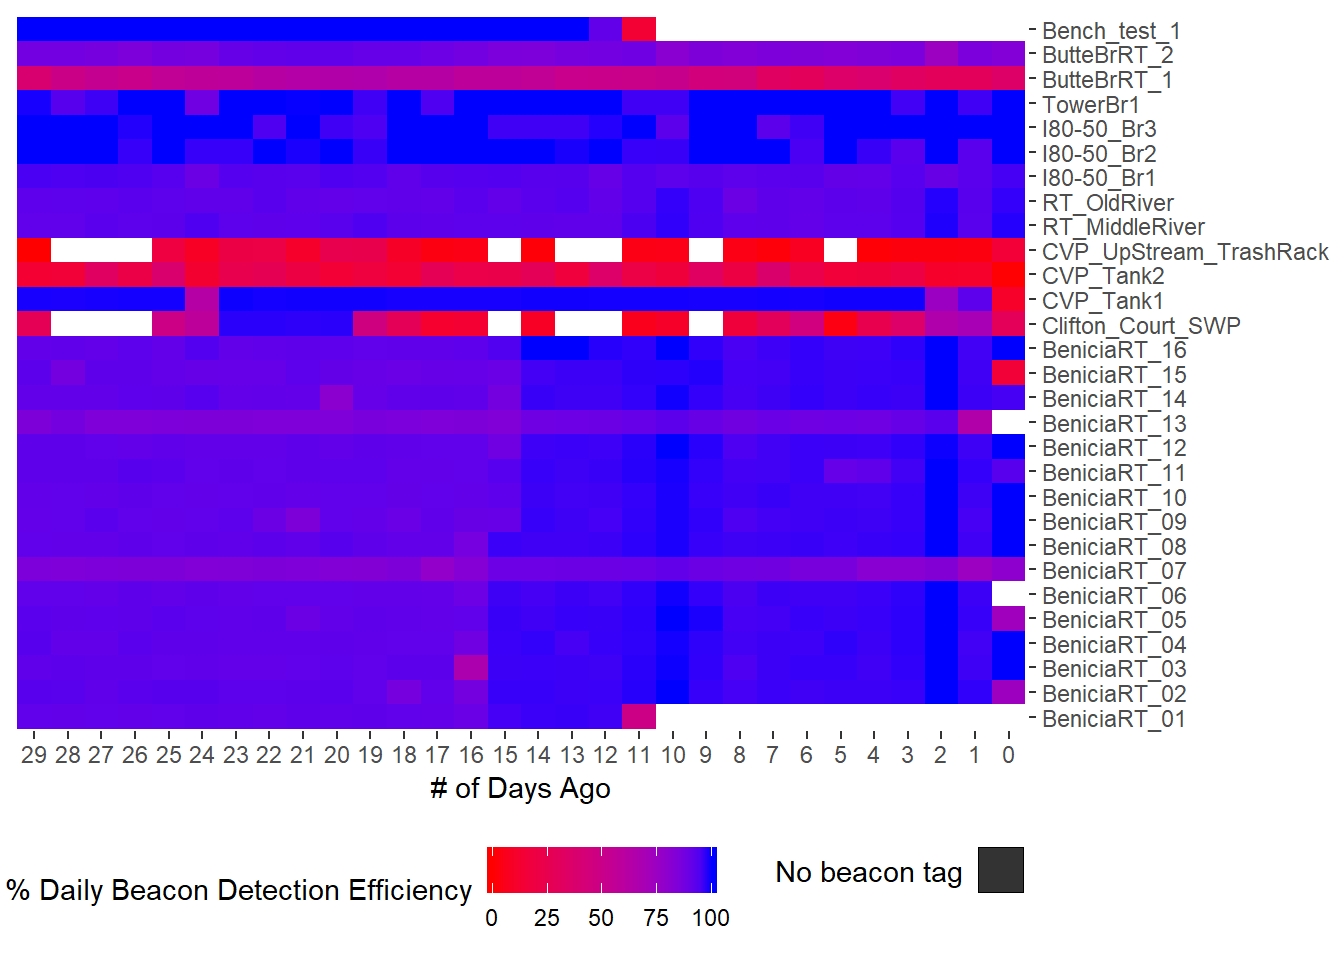 Bench_test_1
ButteBrRT_2
ButteBrRT_1
TowerBr1
I80-50_Br3
I80-50_Br2
I80-50_Br1
RT_OldRiver
RT_MiddleRiver
CVP_UpStream_TrashRack
CVP_Tank2
CVP_Tank1
Clifton_Court_SWP
BeniciaRT_16
BeniciaRT_15
BeniciaRT_14
BeniciaRT_13
BeniciaRT_12
BeniciaRT_11
BeniciaRT_10
BeniciaRT_09
BeniciaRT_08
BeniciaRT_07
BeniciaRT_06
BeniciaRT_05
BeniciaRT_04
BeniciaRT_03
BeniciaRT_02
BeniciaRT_01
29 28 27 26 25 24 23 22 21 20 19 18 17 16 15 14 13 12 11 10 9 8 7 6 5 4 3 2 1 0
# of Days Ago
% Daily Beacon Detection Efficiency
0 25 50 75 100
No beacon tag